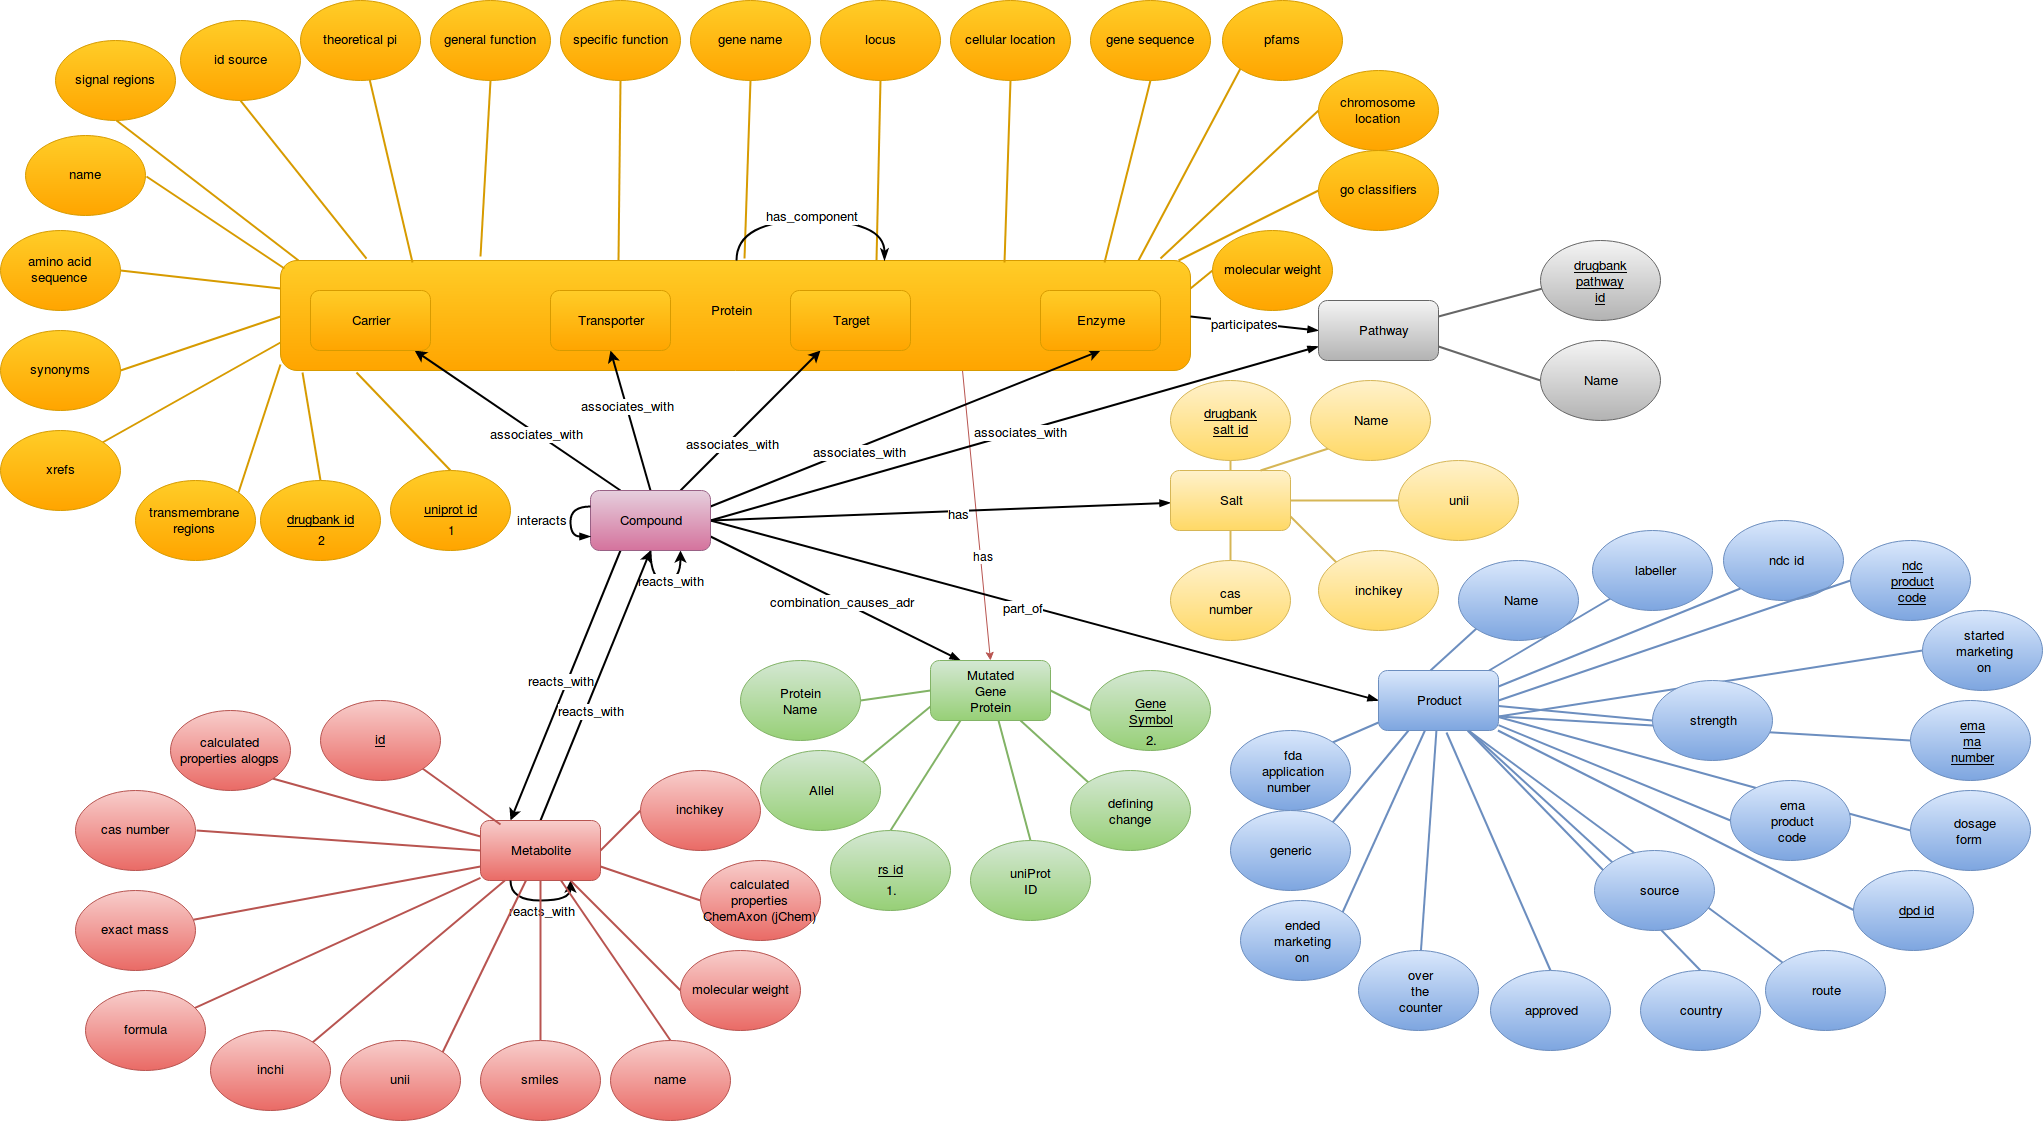 theoretical pi
general function
specific function
gene name
locus
cellular location
gene sequence
pfams
id source
signal regions
chromosome
location
name
go classifiers
has_component
amino acid
sequence
molecular weight
drugbank
pathway
id
Carrier
Transporter
Protein
Target
Enzyme
participates
Pathway
synonyms
Name
associates_with
associates_with
associates_with
associates_with
associates_with
drugbank
salt id
Name
xrefs
transmembrane
regions
drugbank id
2
uniprot id
1
interacts
Compound
has
Salt
unii
has
reacts_with
combination_causes_adr
part_of
cas
number
inchikey
Name
labeller
ndc id
ndc
product
code
started
marketing
on
reacts_with
reacts_with
Protein
Name
Mutated
Gene
Protein
Gene
Symbol
2.
Product
strength
ema
ma
number
calculated
properties alogps
id
fda
application
number
Allel
defining
change
inchikey
cas number
Metabolite
ema
product
code
dosage
form
generic
rs id
1.
uniProt
ID
source
dpd id
calculated
properties
ChemAxon (jChem)
reacts_with
exact mass
ended
marketing
on
molecular weight
over
the
counter
approved
country
route
formula
inchi
unii
smiles
name